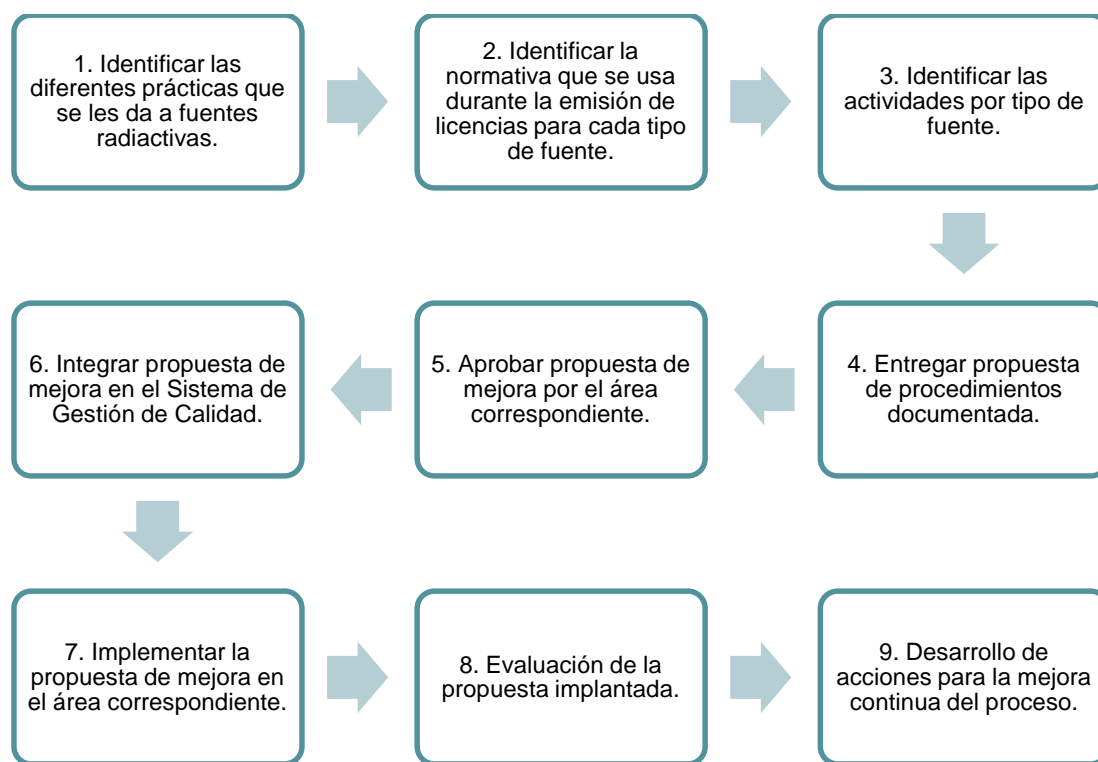 1. Identificar las
diferentes prácticas que
se les da a fuentes
radiactivas.
2. Identificar la
normativa que se usa
durante la emisión de
licencias para cada tipo
de fuente.
3. Identificar las
actividades por tipo de
fuente.
4. Entregar propuesta
de procedimientos
documentada.
5. Aprobar propuesta de
mejora por el área
correspondiente.
6. Integrar propuesta de
mejora en el Sistema de
Gestión de Calidad.
7. Implementar la
propuesta de mejora en
el área correspondiente.
8. Evaluación de la
propuesta implantada.
9. Desarrollo de
acciones para la mejora
continua del proceso.